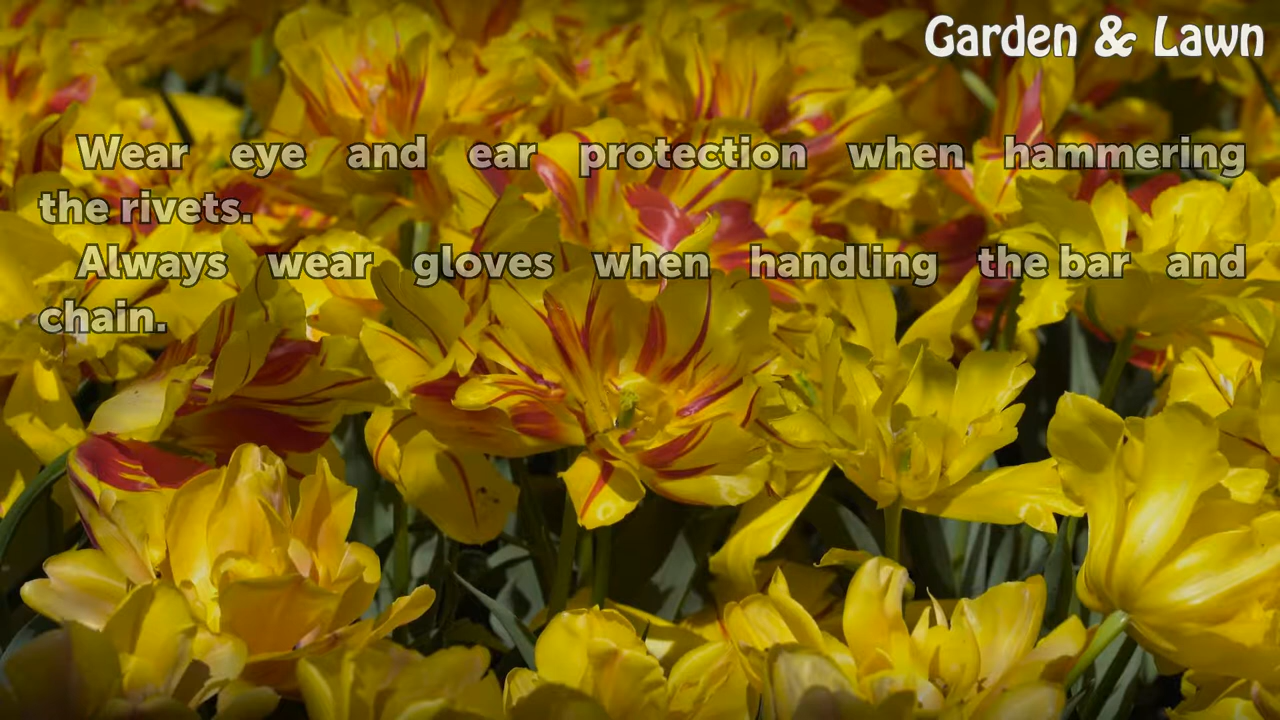 Garden & Lawn
Wear eye and ear protection when hammering
the rivets.
Always wear gloves when handling the bar and
chain.